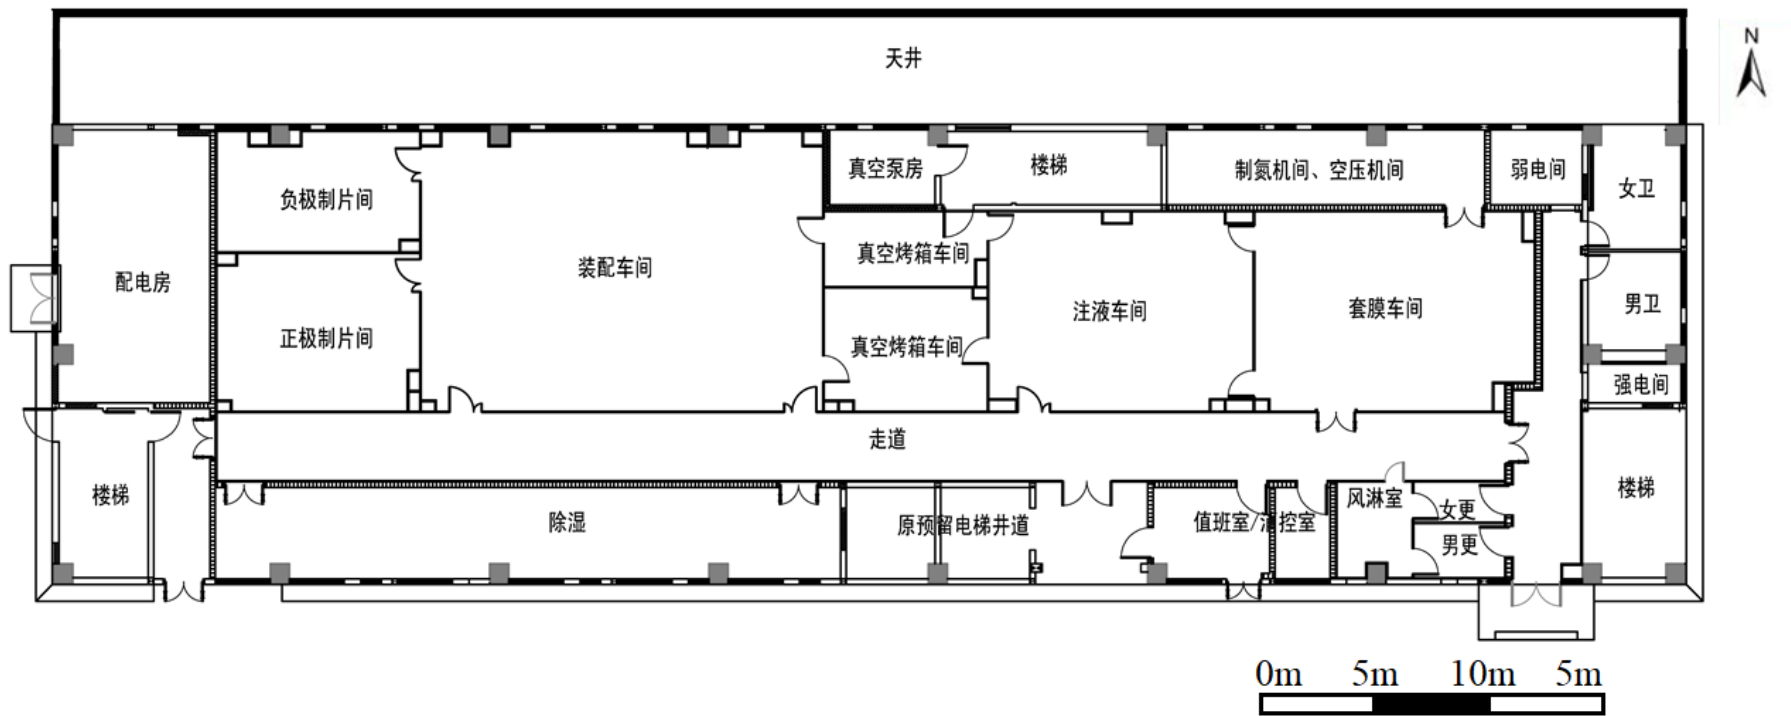 天井
N
真空泵房
楼梯
制氮机间、空压机间
弱电间
女卫
负极制片间
配电房
装配车间
真空烤箱车间
注液车间
套膜车间
男卫
正极制片间
真空烤箱车间
强电间
走道
楼梯
除湿
原预留电梯井道
值班室/消控室
风淋室
女更
男更
楼梯
0m 5m 10m 5m